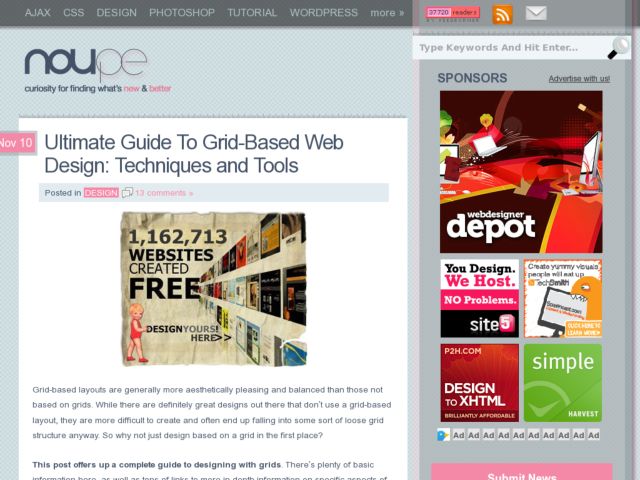 AJAX CSS DESIGN PHOTOSHOP TUTORIAL WORDPRESS more »
37720 readers
BY FEEDBURNER
noupe
curiosity for finding what's new & better
Type Keywords And Hit Enter...
Nov 10
Ultimate Guide To Grid-Based Web
Design: Techniques and Tools
Posted in DESIGN 13 comments »
1,162,713
WEBSITES
CREATED
FREE
DESIGN YOURS!
HERE>>
Grid-based layouts are generally more aesthetically pleasing and balanced than those not
based on grids. While there are definitely great designs out there that don't use a grid-based
layout, they are more difficult to create and often end up falling into some sort of loose grid
structure anyway. So why not just design based on a grid in the first place?
This post offers up a complete guide to designing with grids. There's plenty of basic
information here, as well as tons of links to more in-depth information on specific aspects of
SPONSORS Advertise with us!
webdesigner
depot
You Design.
We Host.
NO Problems.
site5
Create yummy visuals
people will eat up
TechSmith
CLICK HERE TO
LEARN MORE>
P2H.COM
DESIGN
TO XHTML
BRILLIANTLY AFFORDABLE
simple
HARVEST
Ad Ad Ad Ad Ad Ad Ad Ad Ad Ad
Submit News